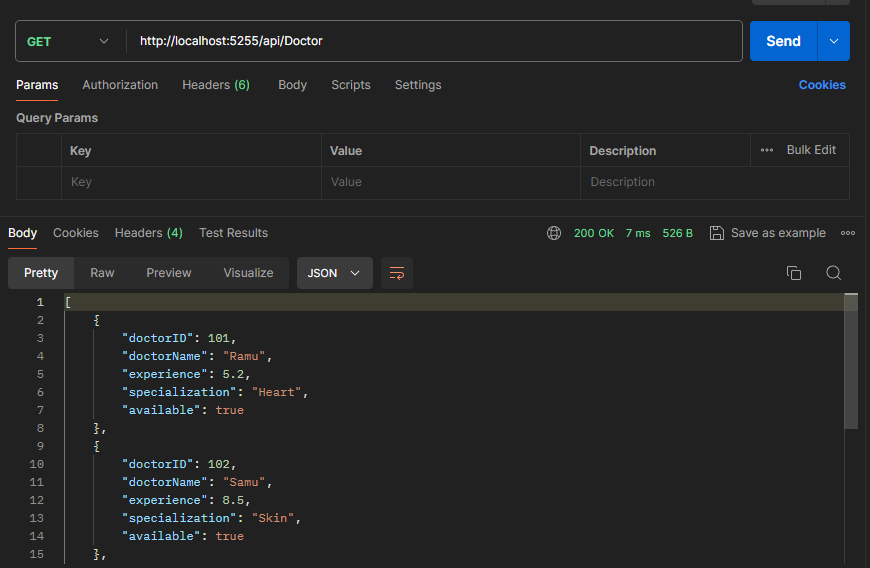 GET http://localhost:5255/api/Doctor Send
Params Authorization Headers (6) Body Scripts Settings Cookies
Query Params
Key Value Description Bulk Edit
Key Value Description
Body Cookies Headers (4) Test Results 200 OK 7 ms 526 B Save as example
Pretty Raw Preview Visualize JSON
1 [
2 {
3 "doctorID": 101,
4 "doctorName": "Ramu",
5 "experience": 5.2,
6 "specialization": "Heart",
7 "available": true
8 },
9 {
10 "doctorID": 102,
11 "doctorName": "Samu",
12 "experience": 8.5,
13 "specialization": "Skin",
14 "available": true
15 },